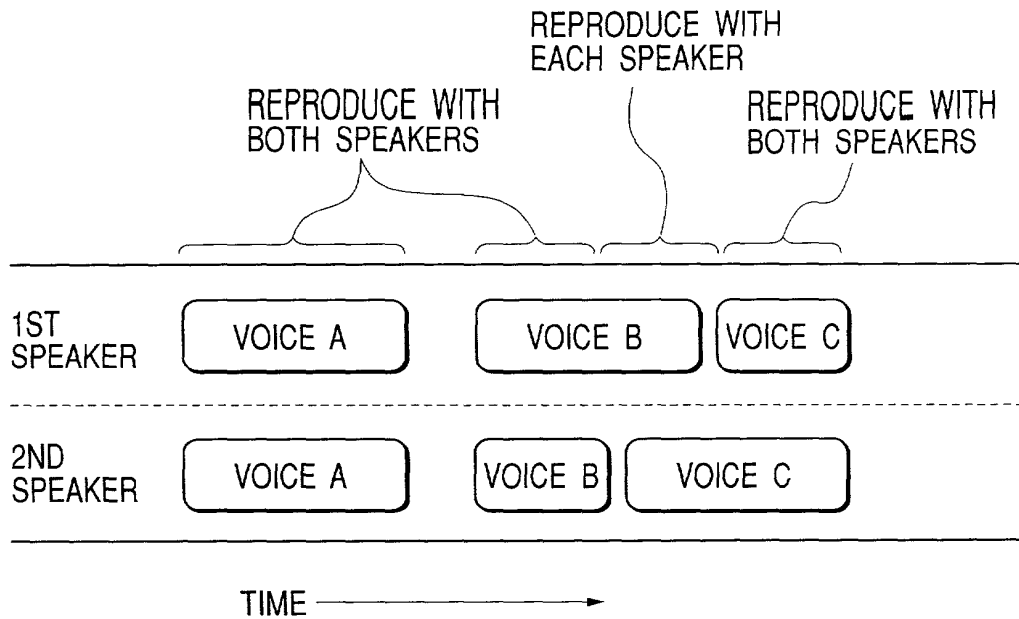 REPRODUCE WITH
EACH SPEAKER
REPRODUCE WITH
BOTH SPEAKERS
REPRODUCE WITH
BOTH SPEAKERS
1ST
SPEAKER
VOICE A
VOICE B
VOICE C
2ND
SPEAKER
VOICE A
VOICE B
VOICE C
TIME